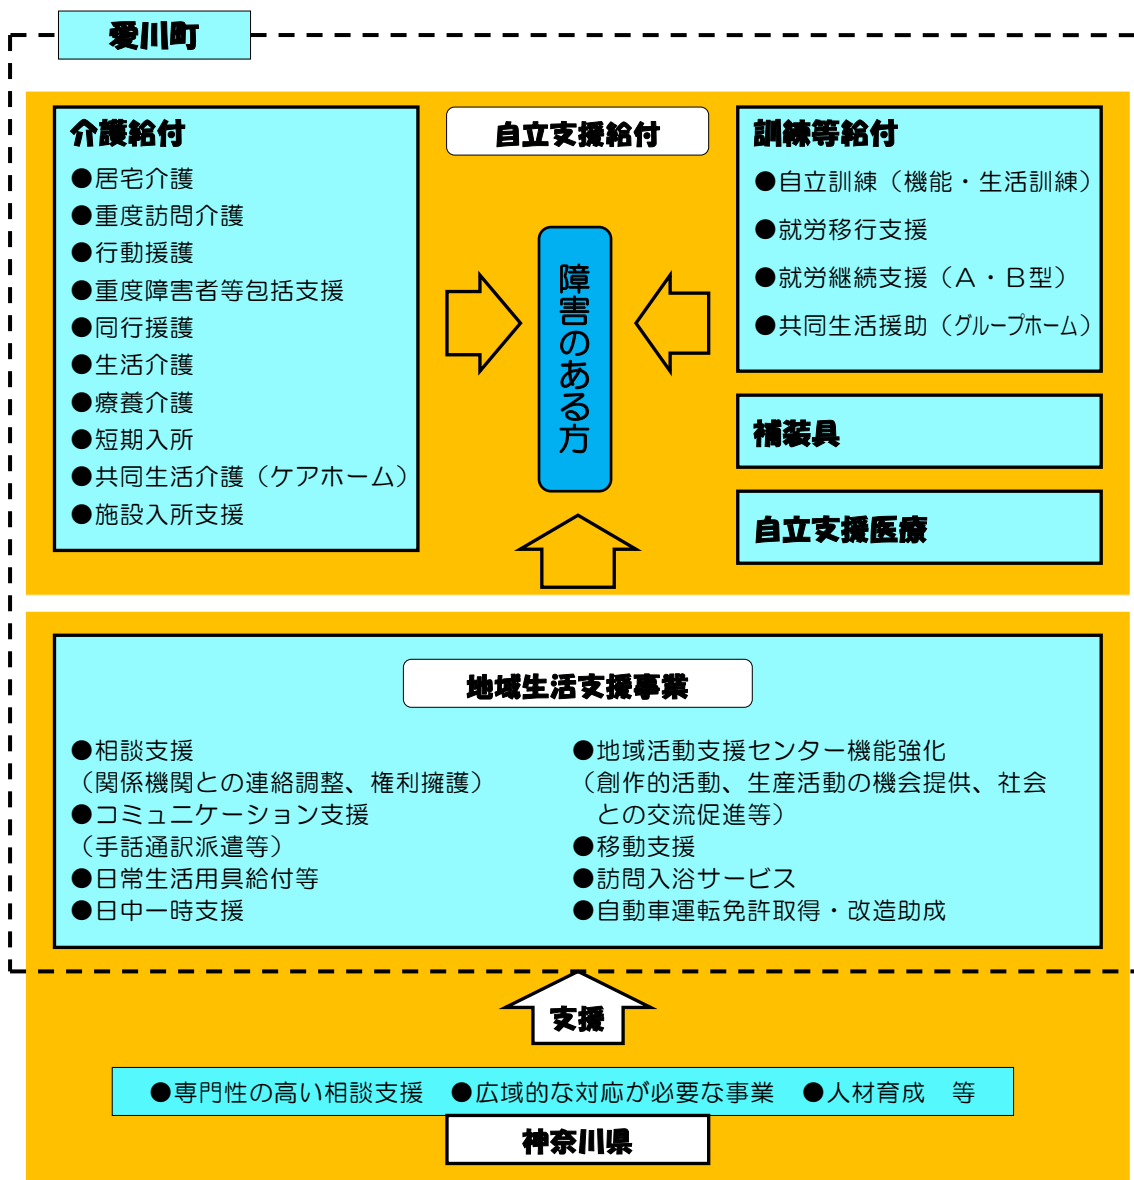 愛川町
介護給付
●居宅介護
●重度訪問介護
●行動援護
●重度障害者等包括支援
●同行援護
●生活介護
●療養介護
●短期入所
●共同生活介護（ケアホーム）
●施設入所支援
自立支援給付
障害のある方
訓練等給付
●自立訓練（機能・生活訓練）
●就労移行支援
●就労継続支援（Ａ・Ｂ型）
●共同生活援助（グループホーム）
補装具
自立支援医療
地域生活支援事業
●相談支援
（関係機関との連絡調整、権利擁護）
●コミュニケーション支援
（手話通訳派遣等）
●日常生活用具給付等
●日中一時支援
●地域活動支援センター機能強化
（創作的活動、生産活動の機会提供、社会
との交流促進等）
●移動支援
●訪問入浴サービス
●自動車運転免許取得・改造助成
支援
●専門性の高い相談支援　●広域的な対応が必要な事業　●人材育成　等
神奈川県